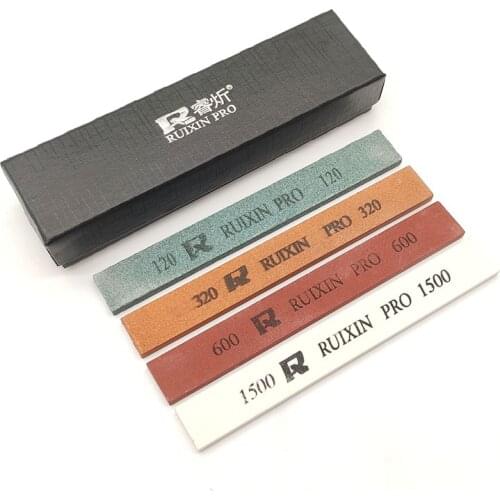 R 睿炘®
RUIXIN PRO
120 R RUIXIN PRO 120
320 R RUIXIN PRO 320
600 R RUIXIN PRO 600
1500 R RUIXIN PRO 1500